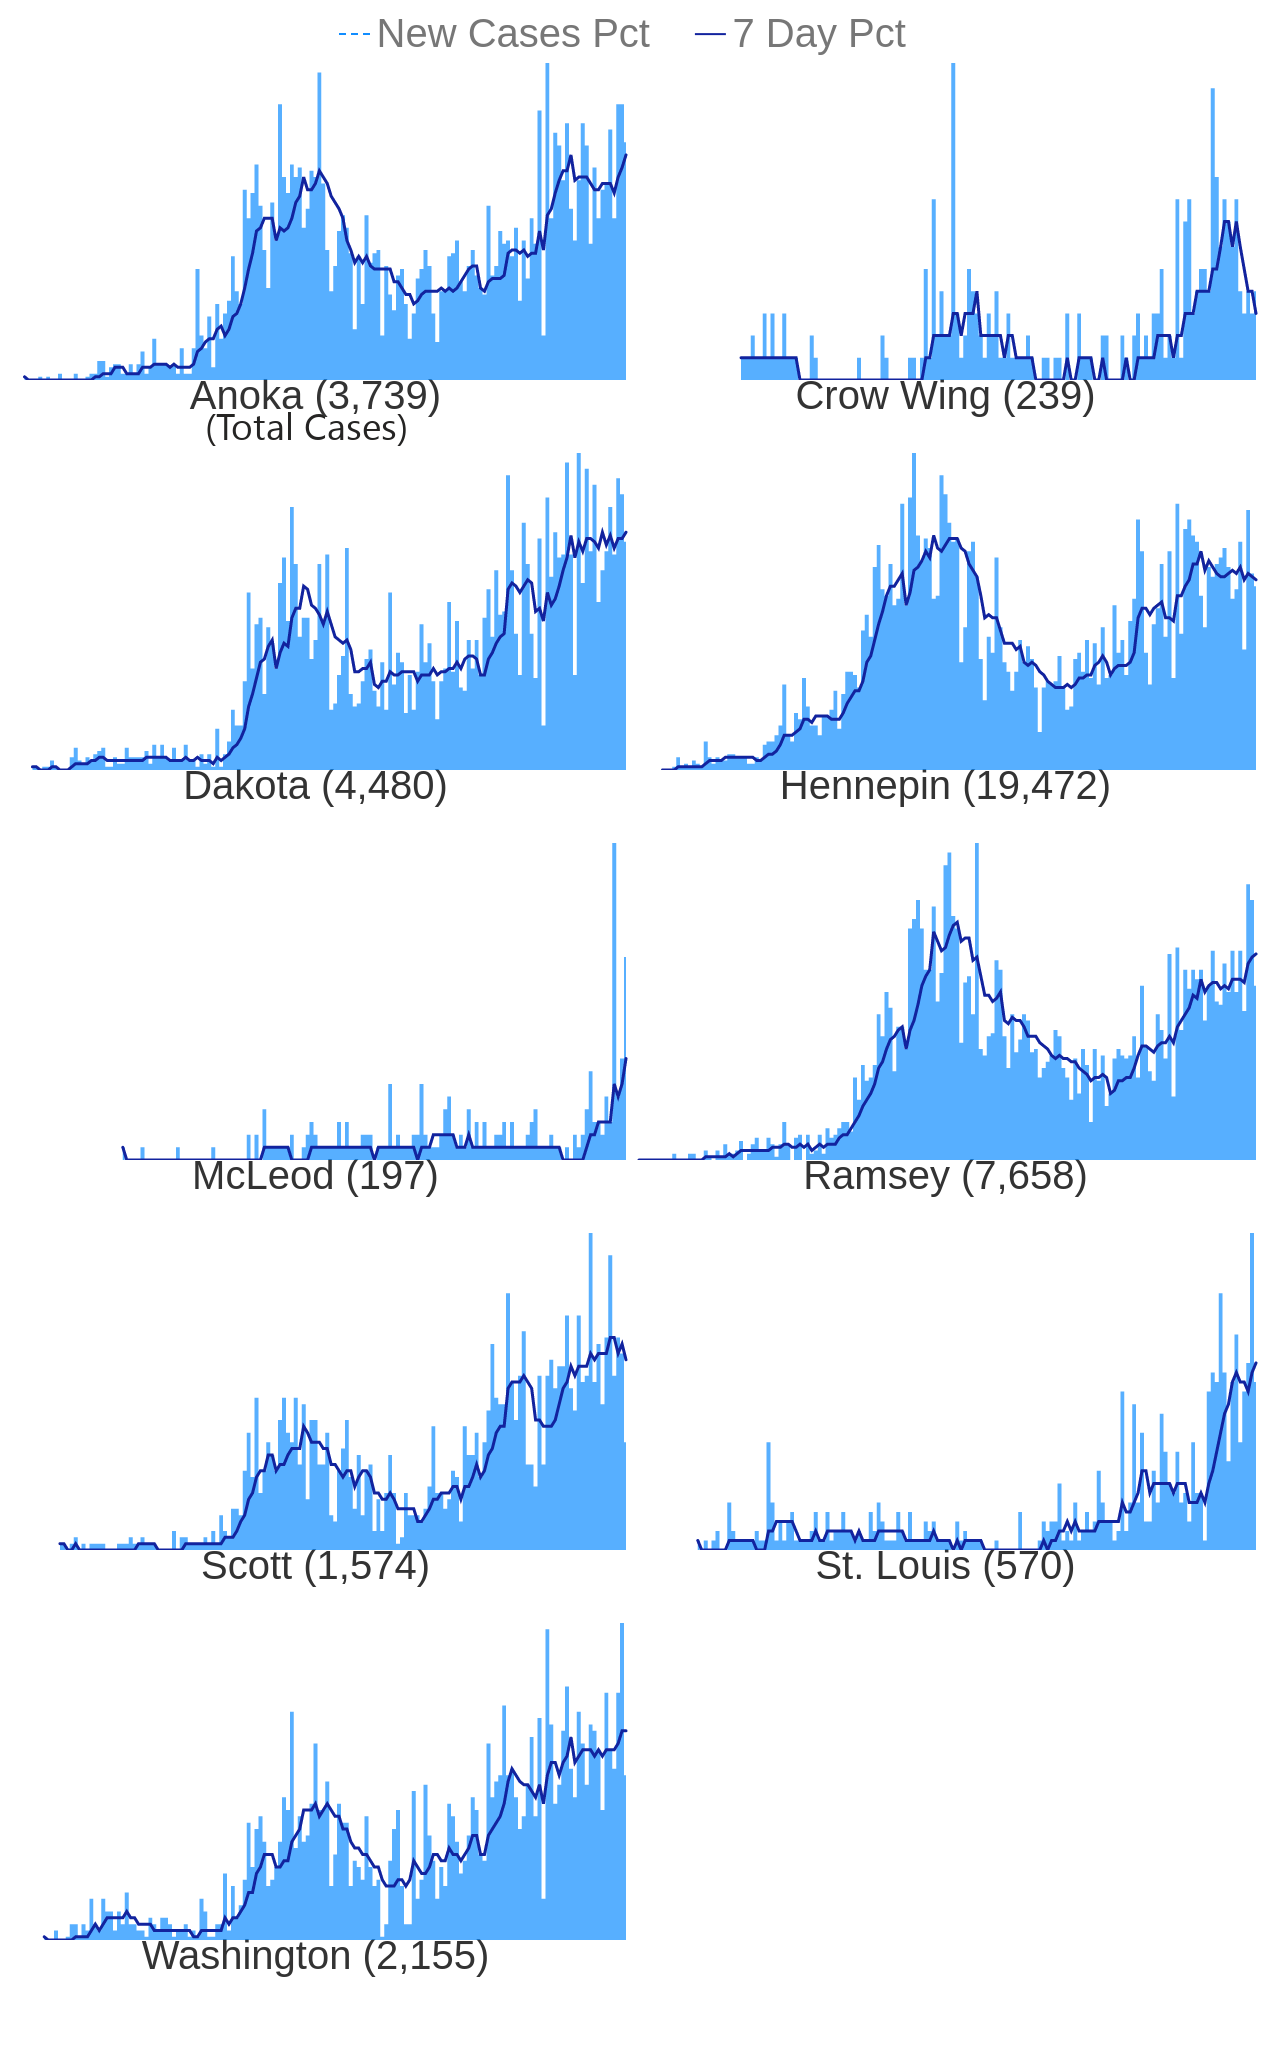 New Cases Pct 7 Day Pct
Anoka (3,739) Crow Wing (239)
(Total Cases)
Dakota (4,480) Hennepin (19,472)
McLeod (197) Ramsey (7,658)
Scott (1,574) St. Louis (570)
Washington (2,155)